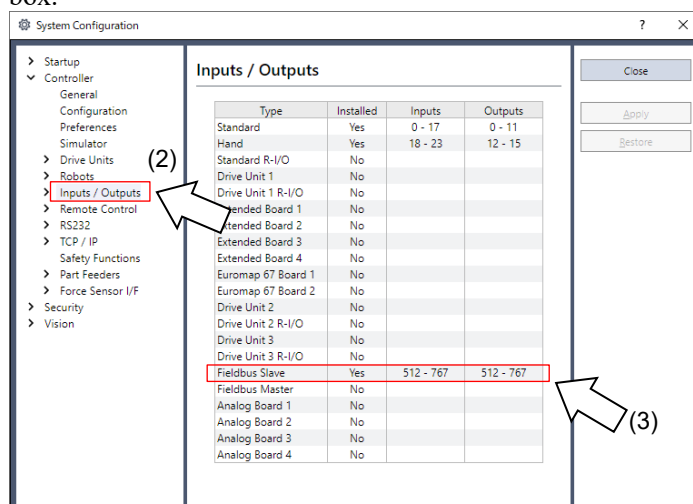 box.
System Configuration ? ×
Startup
Controller
General
Configuration
Preferences
Simulator
Drive Units
Robots
Inputs / Outputs
Remote Control
RS232
TCP / IP
Safety Functions
Part Feeders
Force Sensor I/F
Security
Vision
(2)
Inputs / Outputs
Type Installed Inputs Outputs
Standard Yes 0 - 17 0 - 11
Hand Yes 18 - 23 12 - 15
Standard R-I/O No
Drive Unit 1 No
Drive Unit 1 R-I/O No
Extended Board 1 No
Extended Board 2 No
Extended Board 3 No
Extended Board 4 No
Euromap 67 Board 1 No
Euromap 67 Board 2 No
Drive Unit 2 No
Drive Unit 2 R-I/O No
Drive Unit 3 No
Drive Unit 3 R-I/O No
Fieldbus Slave Yes 512 - 767 512 - 767
Fieldbus Master No
Analog Board 1 No
Analog Board 2 No
Analog Board 3 No
Analog Board 4 No
(3)
Close
Apply
Restore